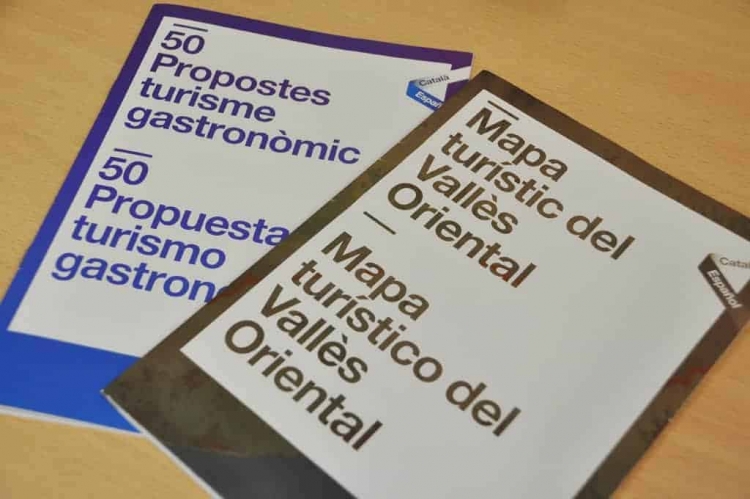 50
Propostes
turisme
gastronòmic
50
Propuesta
turismo
gastron
Català
Español
Mapa
turístic del
Vallès
Oriental
Mapa
turístico del
Vallès
Oriental
Català
Español